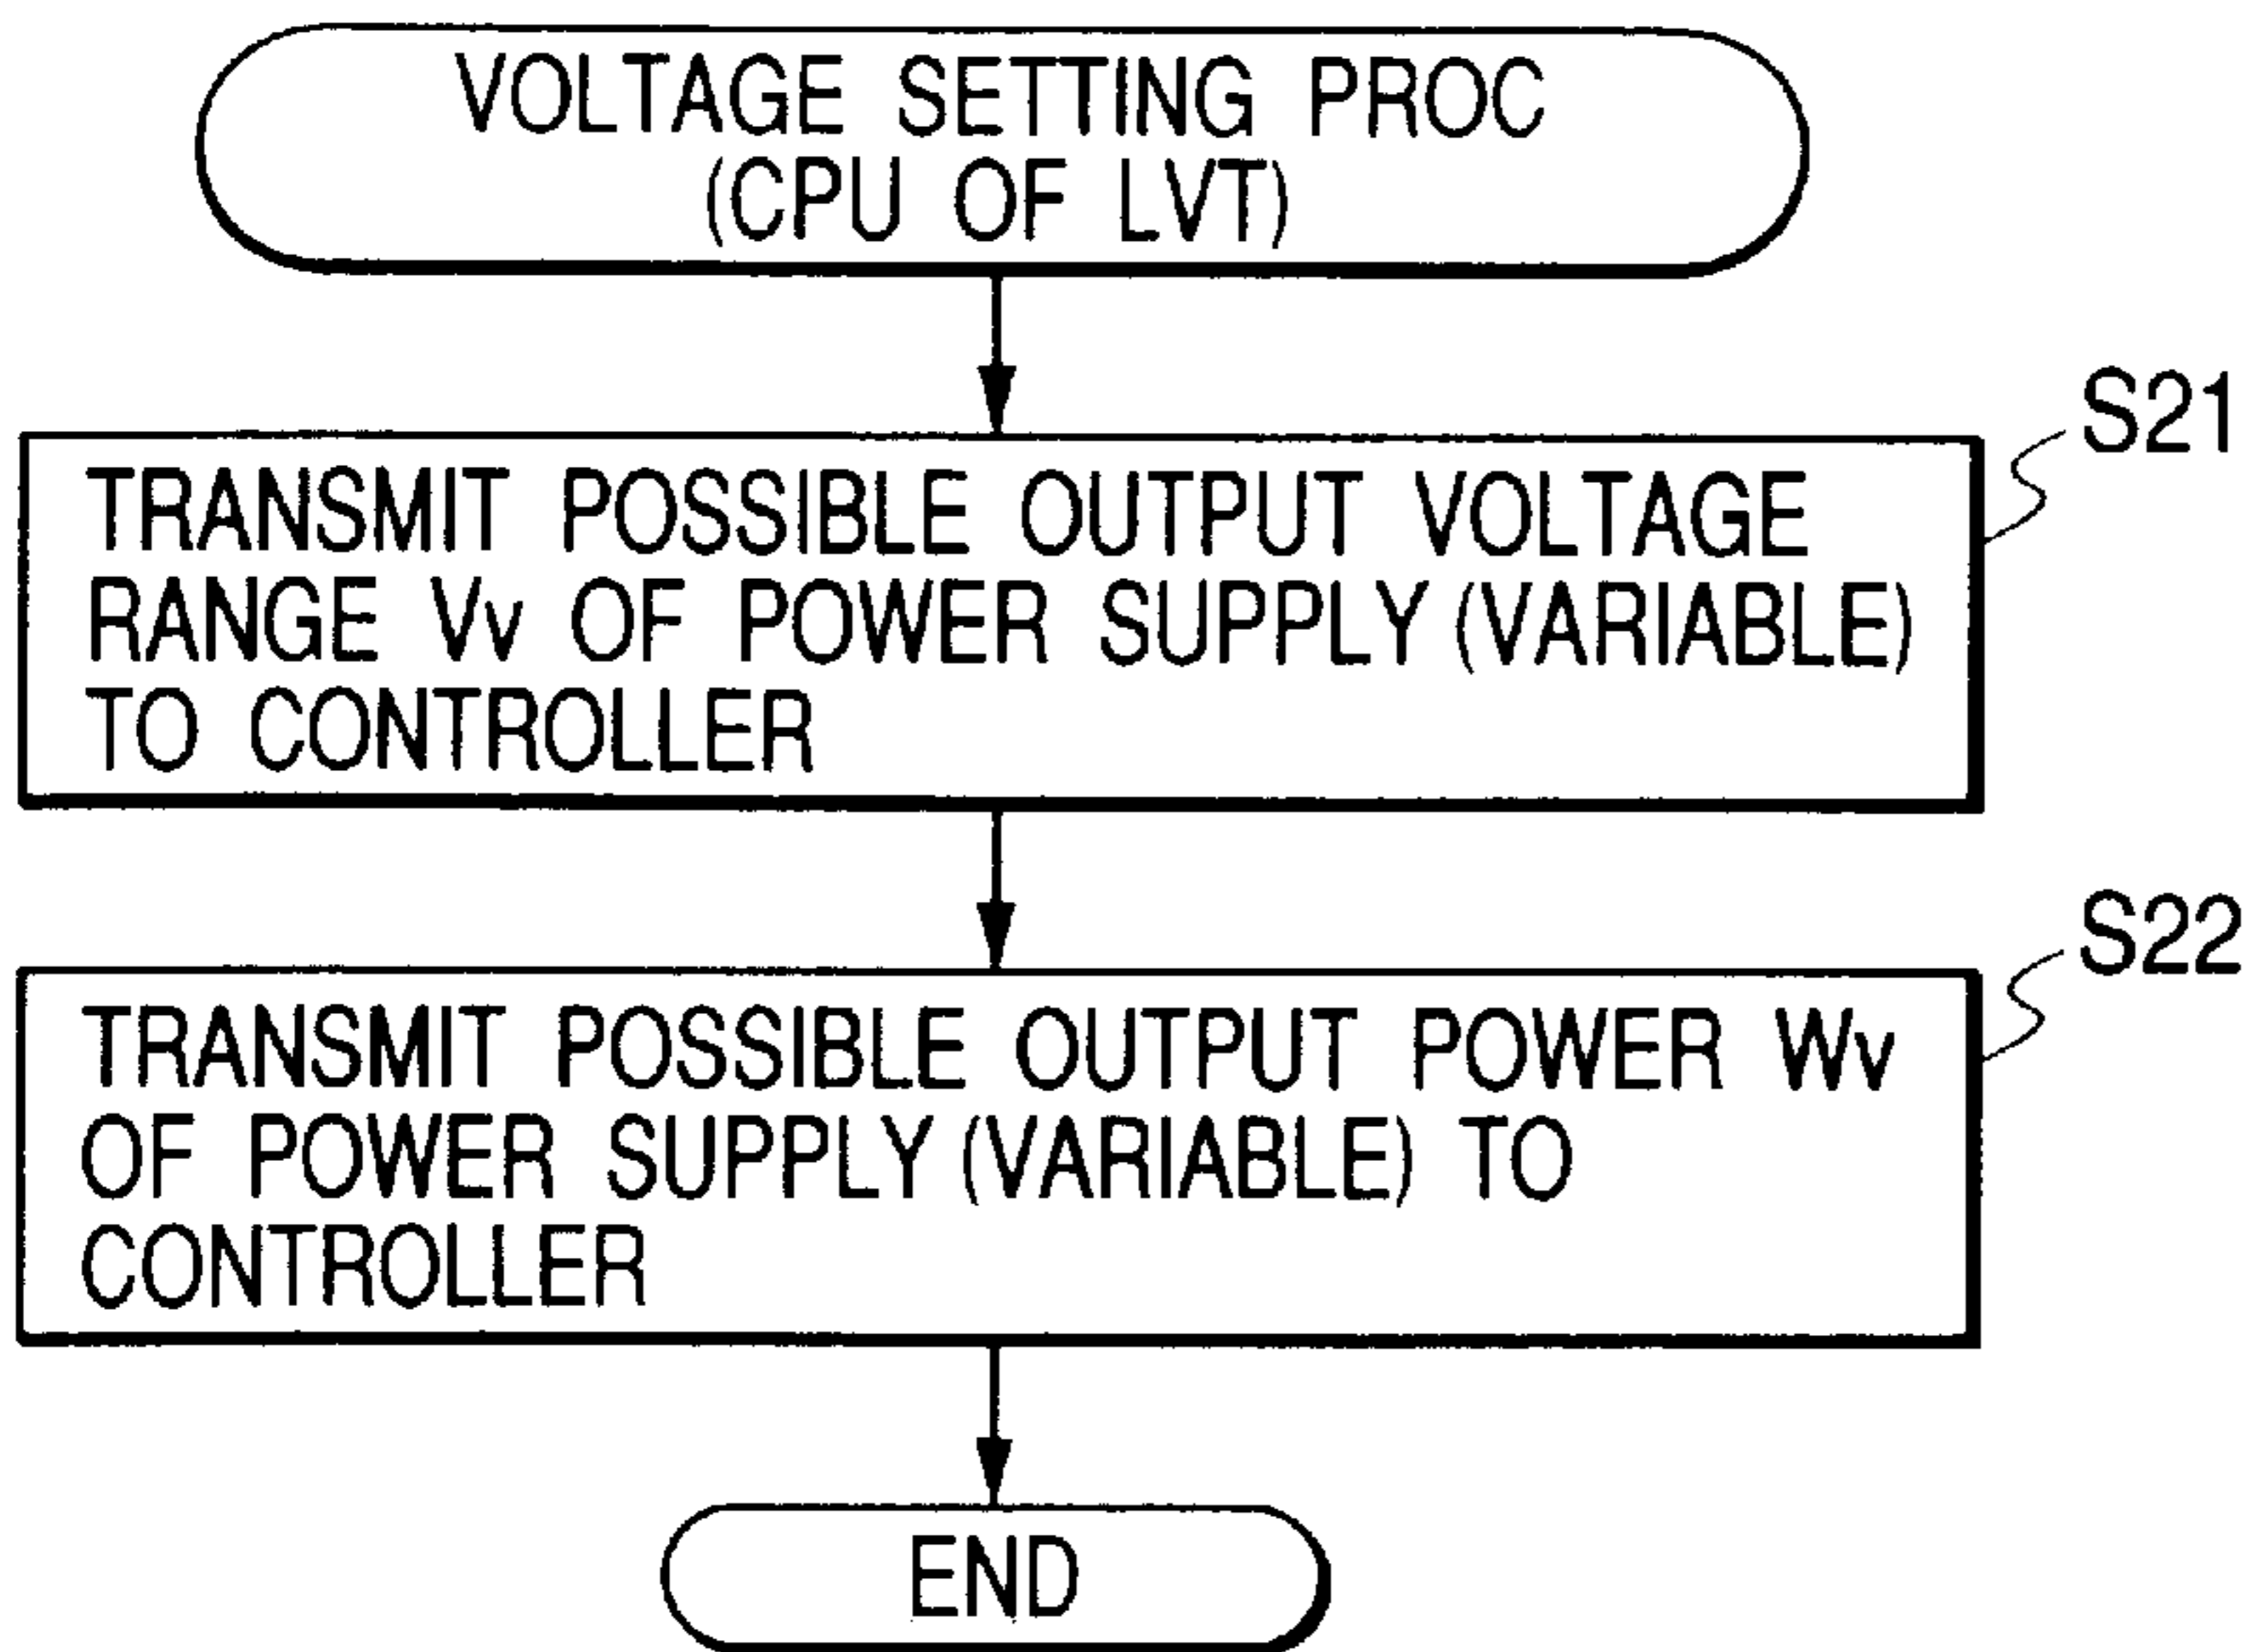 VOLTAGE SETTING PROC
(CPU OF LVT)
S21
TRANSMIT POSSIBLE OUTPUT VOLTAGE
RANGE Vv OF POWER SUPPLY (VARIABLE)
TO CONTROLLER
S22
TRANSMIT POSSIBLE OUTPUT POWER Wv
OF POWER SUPPLY (VARIABLE) TO
CONTROLLER
END